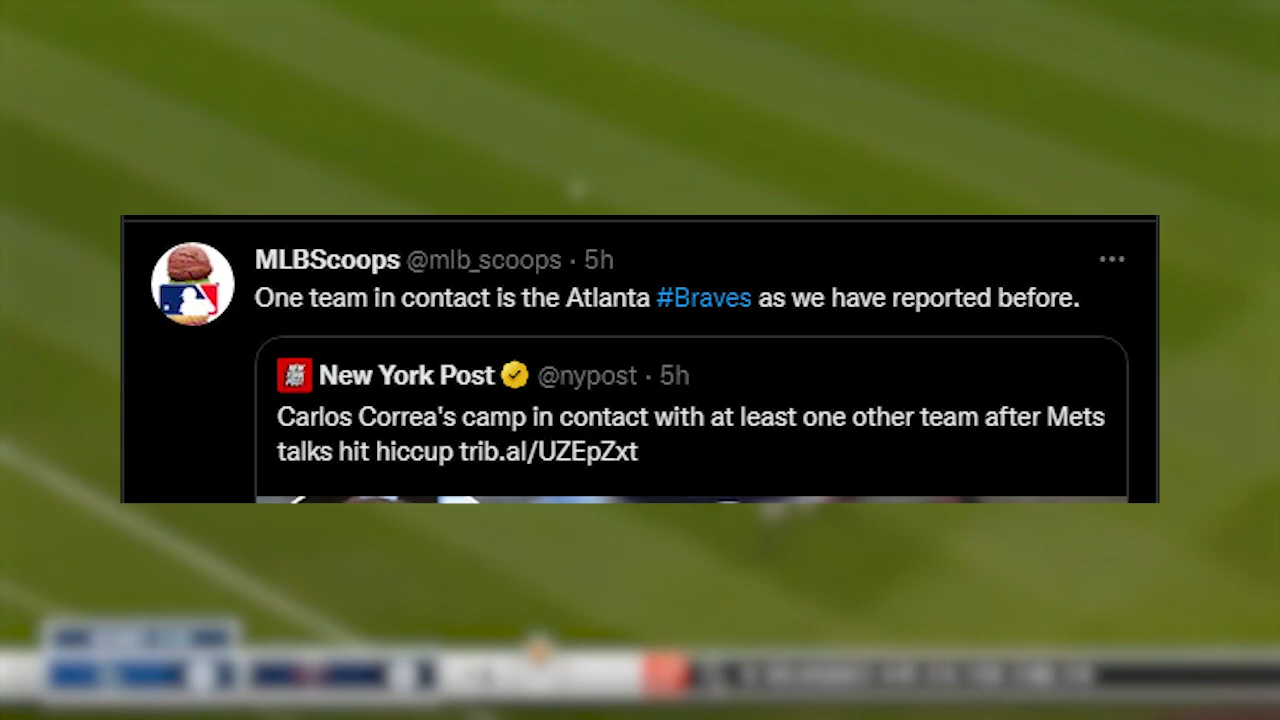 MLBScoops @mlb_scoops · 5h
One team in contact is the Atlanta #Braves as we have reported before.
New York Post @nypost · 5h
Carlos Correa's camp in contact with at least one other team after Mets
talks hit hiccup trib.al/UZEpZxt